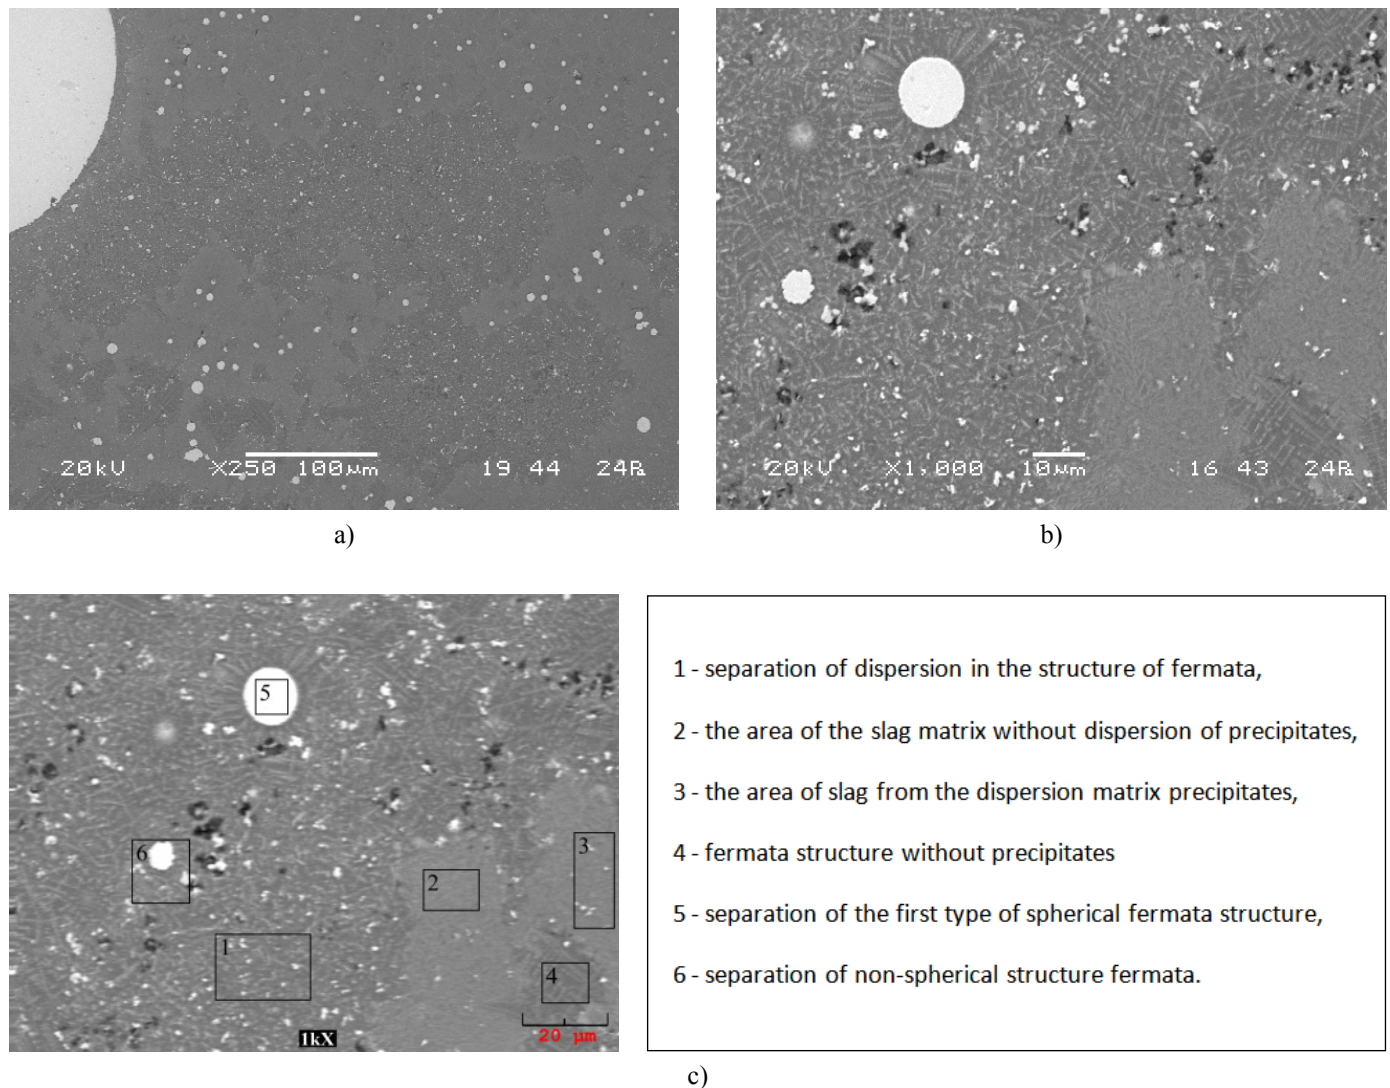 20kV X250 100μm 19 44 24R
20kV X1,000 10μm 16 43 24R
a)
b)
5
6
3
2
1
4
20 μm
1kX
1 - separation of dispersion in the structure of fermata,
2 - the area of the slag matrix without dispersion of precipitates,
3 - the area of slag from the dispersion matrix precipitates,
4 - fermata structure without precipitates
5 - separation of the first type of spherical fermata structure,
6 - separation of non-spherical structure fermata.
c)